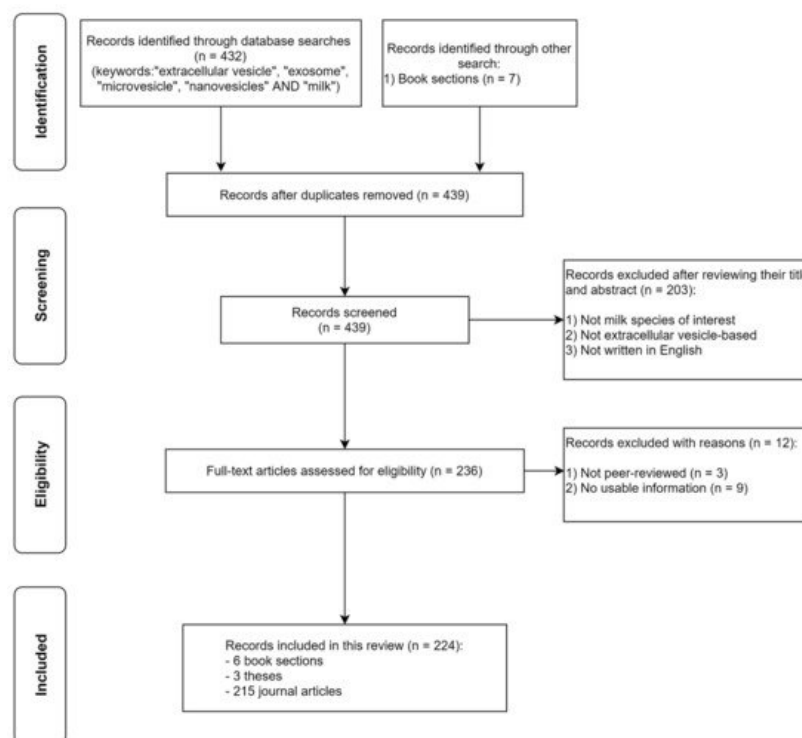 Identification
Records identified through database searches
(n = 432)
(keywords:"extracellular vesicle", "exosome",
"microvesicle", "nanovesicles" AND "milk")
Records identified through other
search:
1) Book sections (n = 7)
Records after duplicates removed (n = 439)
Screening
Records screened
(n = 439)
Records excluded after reviewing their titl
and abstract (n = 203):
1) Not milk species of interest
2) Not extracellular vesicle-based
3) Not written in English
Eligibility
Full-text articles assessed for eligibility (n = 236)
Records excluded with reasons (n = 12):
1) Not peer-reviewed (n = 3)
2) No usable information (n = 9)
Included
Records included in this review (n = 224):
- 6 book sections
- 3 theses
- 215 journal articles